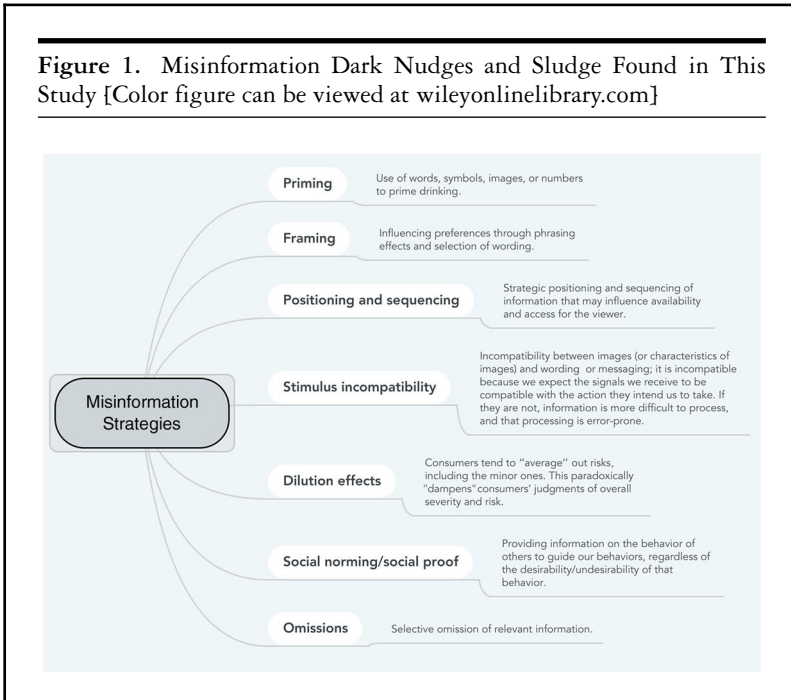 Figure 1. Misinformation Dark Nudges and Sludge Found in This
Study [Color figure can be viewed at wileyonlinelibrary.com]
Priming
Use of words, symbols, images, or numbers
to prime drinking.
Framing
Influencing preferences through phrasing
effects and selection of wording.
Positioning and sequencing
Strategic positioning and sequencing of
information that may influence availability
and access for the viewer.
Misinformation
Strategies
Stimulus incompatibility
Incompatibility between images (or characteristics of
images) and wording or messaging; it is incompatible
because we expect the signals we receive to be
compatible with the action they intend us to take. If
they are not, information is more difficult to process,
and that processing is error-prone.
Dilution effects
Consumers tend to "average" out risks,
including the minor ones. This paradoxically
"dampens"consumers' judgments of overall
severity and risk.
Social norming/social proof
Providing information on the behavior of
others to guide our behaviors, regardless of
the desirability/undesirability of that
behavior.
Omissions
Selective omission of relevant information.